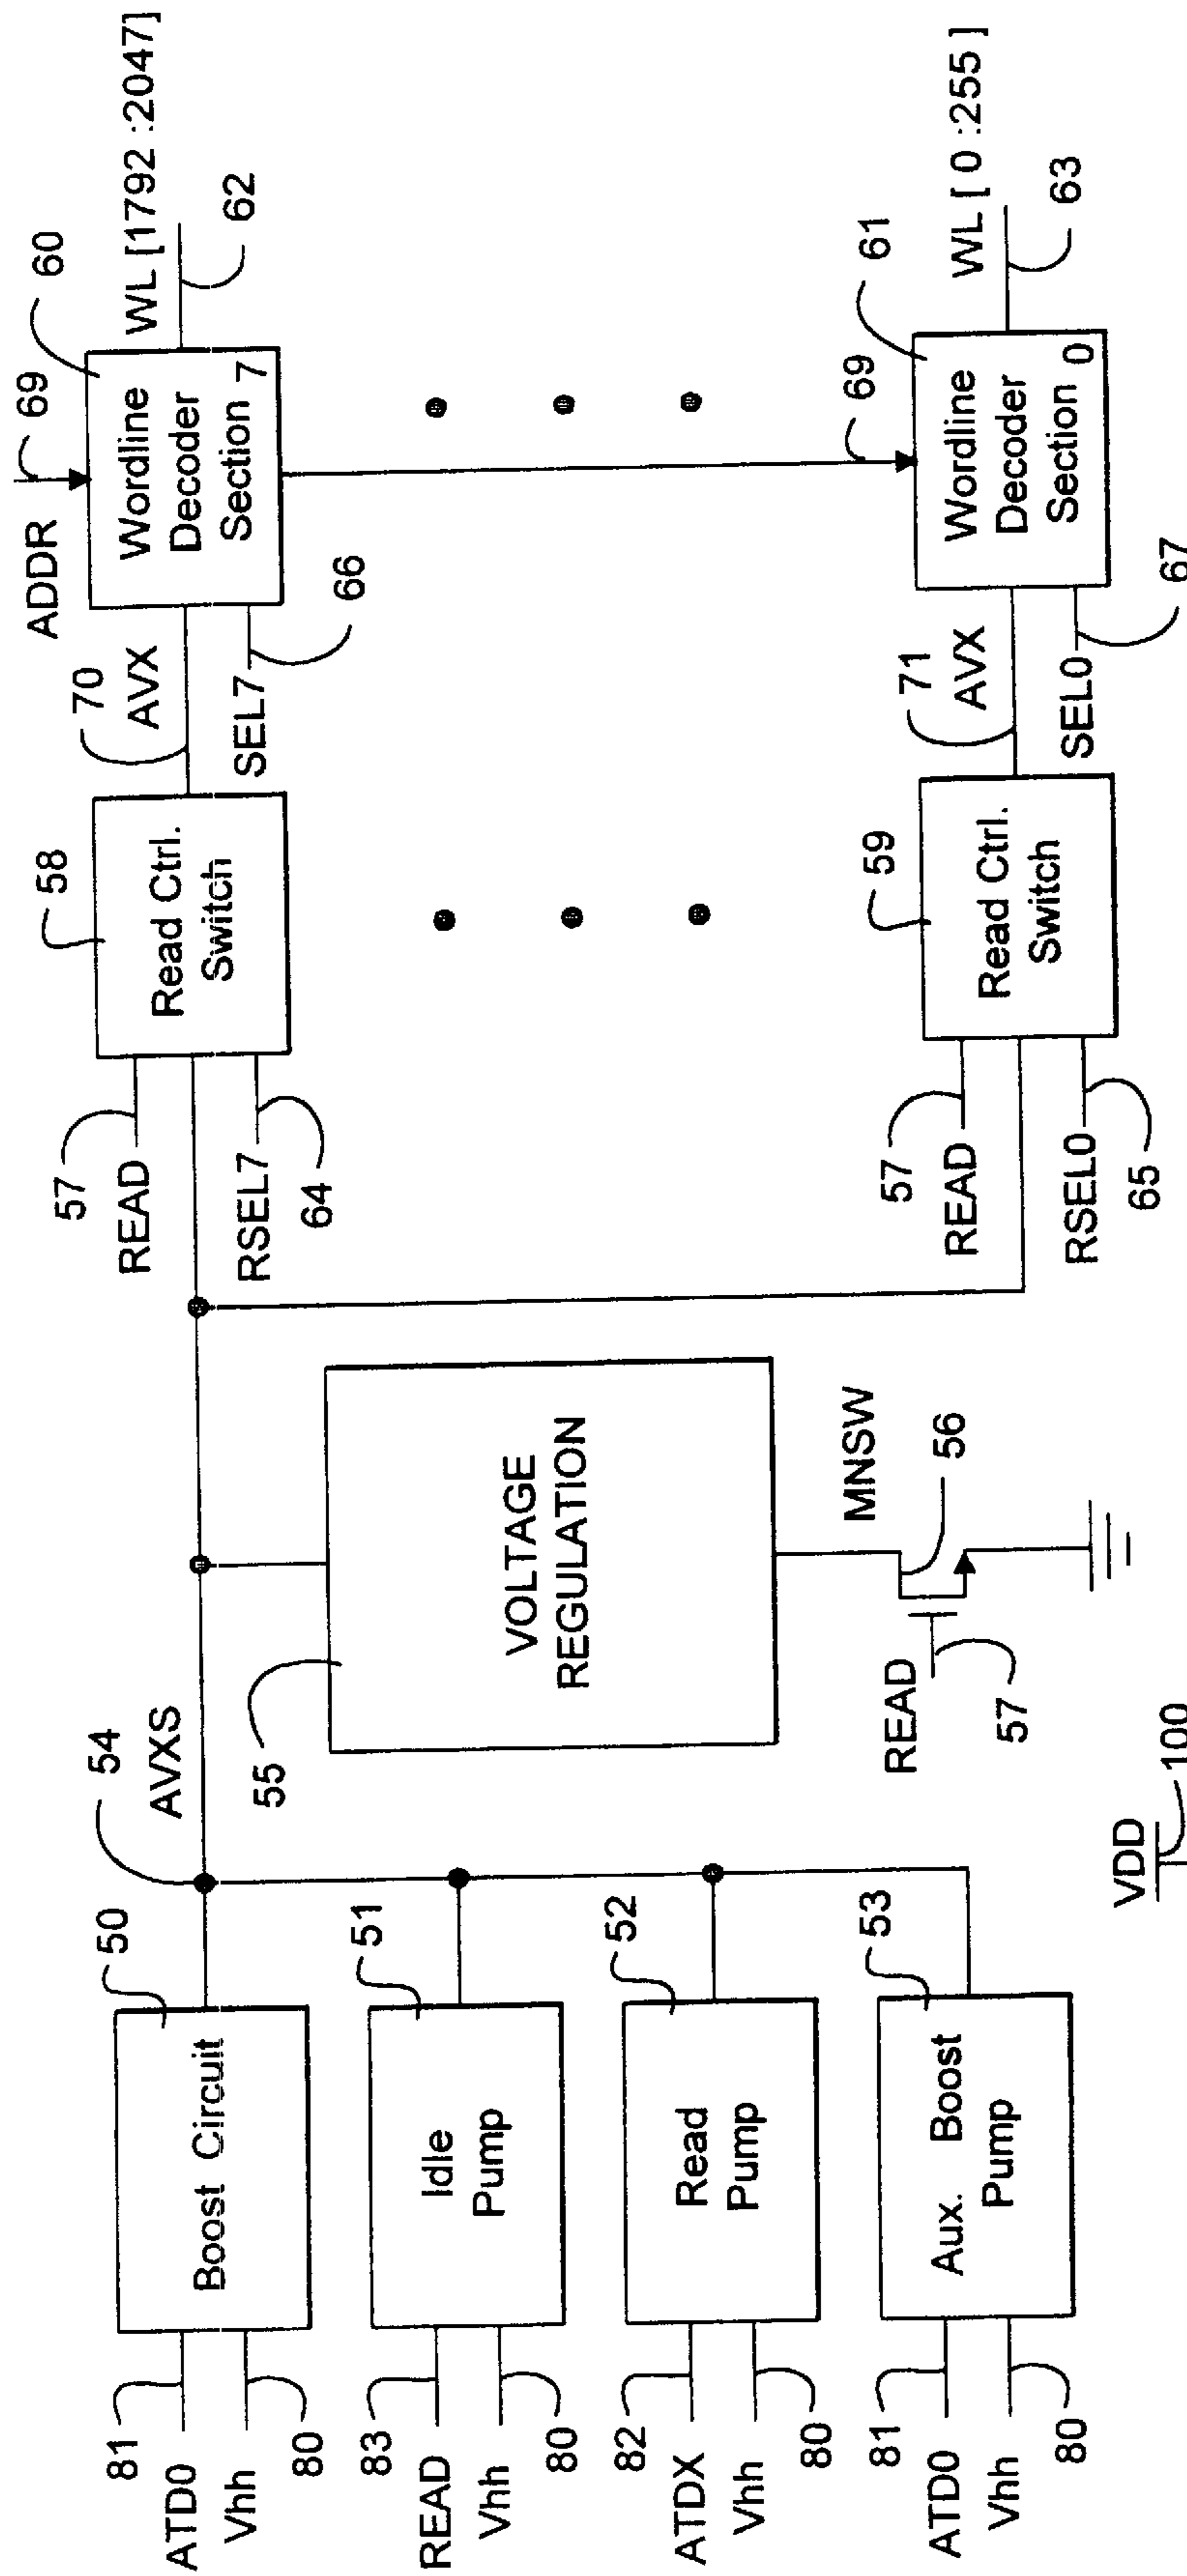 81
ATD0
Vhh
80
Boost Circuit
50
83
READ
Vhh
80
Idle
Pump
51
82
ATDX
Vhh
80
Read
Pump
52
81
ATD0
Vhh
80
Aux. Boost
Pump
53
54
AVXS
55
VOLTAGE
REGULATION
MNSW
56
READ
57
VDD
100
57
READ
RSEL7
64
Read Ctrl.
Switch
58
70
AVX
SEL7
66
ADDR
69
Wordline
Decoder
Section 7
60
WL [1792 :2047]
62
57
READ
RSEL0
65
Read Ctrl.
Switch
59
71
AVX
SEL0
67
69
Wordline
Decoder
Section 0
61
WL [ 0 :255 ]
63